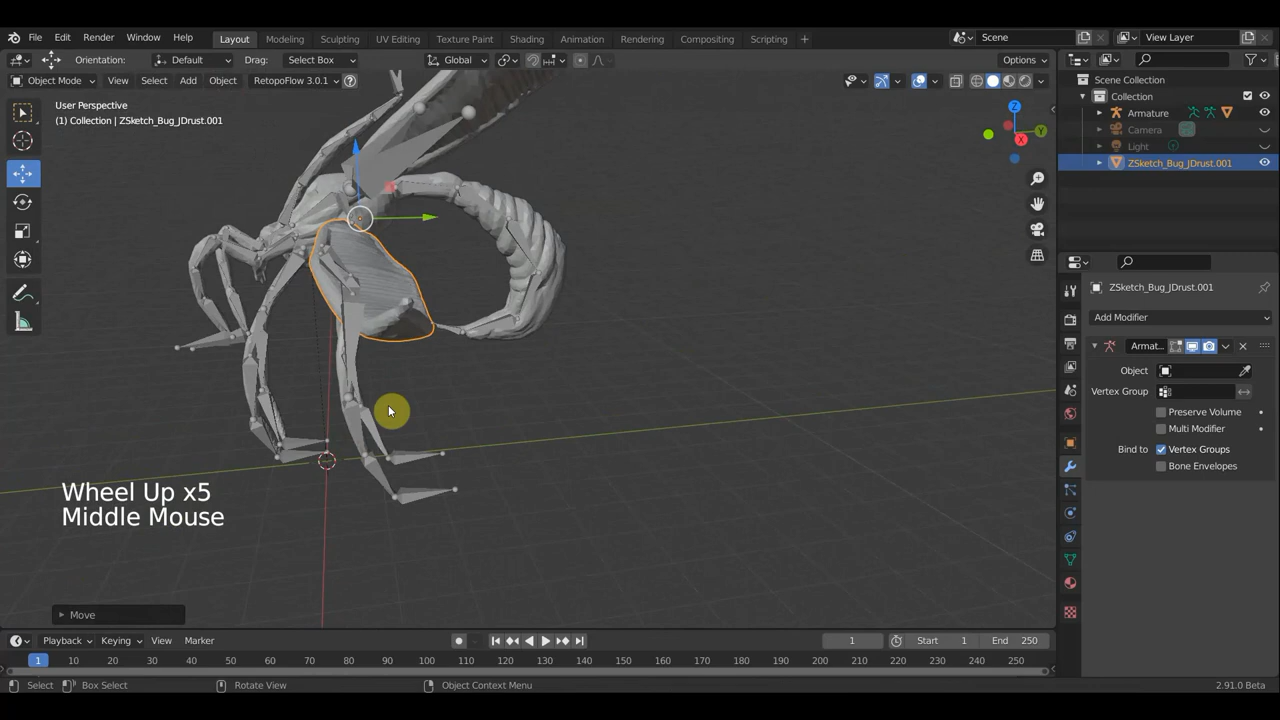 File Edit Render Window Help Layout Modeling Sculpting UV Editing Texture Paint Shading Animation Rendering Compositing Scripting + Scene View Layer
Orientation: Default Drag: Select Box Global Options
Object Mode View Select Add Object RetopoFlow 3.0.1
User Perspective
(1) Collection | ZSketch_Bug_JDrust.001
Z
Y
X
Scene Collection
Collection
Armature
Camera
Light
ZSketch_Bug_JDrust.001
ZSketch_Bug_JDrust.001
Add Modifier
Armat...
Object
Vertex Group
Preserve Volume
Multi Modifier
Bind to Vertex Groups
Bone Envelopes
Wheel Up x5
Middle Mouse
Move
Playback Keying View Marker 1 Start 1 End 250
1 10 20 30 40 50 60 70 80 90 100 110 120 130 140 150 160 170 180 190 200 210 220 230 240 250
Select Box Select Rotate View Object Context Menu 2.91.0 Beta